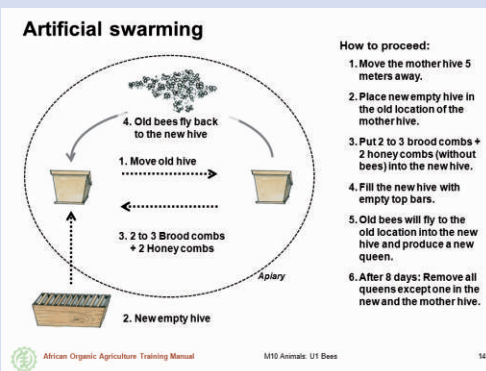 Artificial swarming
4. Old bees fly back
to the new hive
1. Move old hive
3. 2 to 3 Brood combs
+ 2 Honey combs
Apiary
2. New empty hive
How to proceed:
1. Move the mother hive 5
meters away.
2. Place new empty hive in
the old location of the
mother hive.
3. Put 2 to 3 brood combs +
2 honey combs (without
bees) into the new hive.
4. Fill the new hive with
empty top bars.
5. Old bees will fly to the
old location into the new
hive and produce a new
queen.
6. After 8 days: Remove all
queens except one in the
new and the mother hive.
African Organic Agriculture Training Manual
M10 Animals: U1 Bees
14